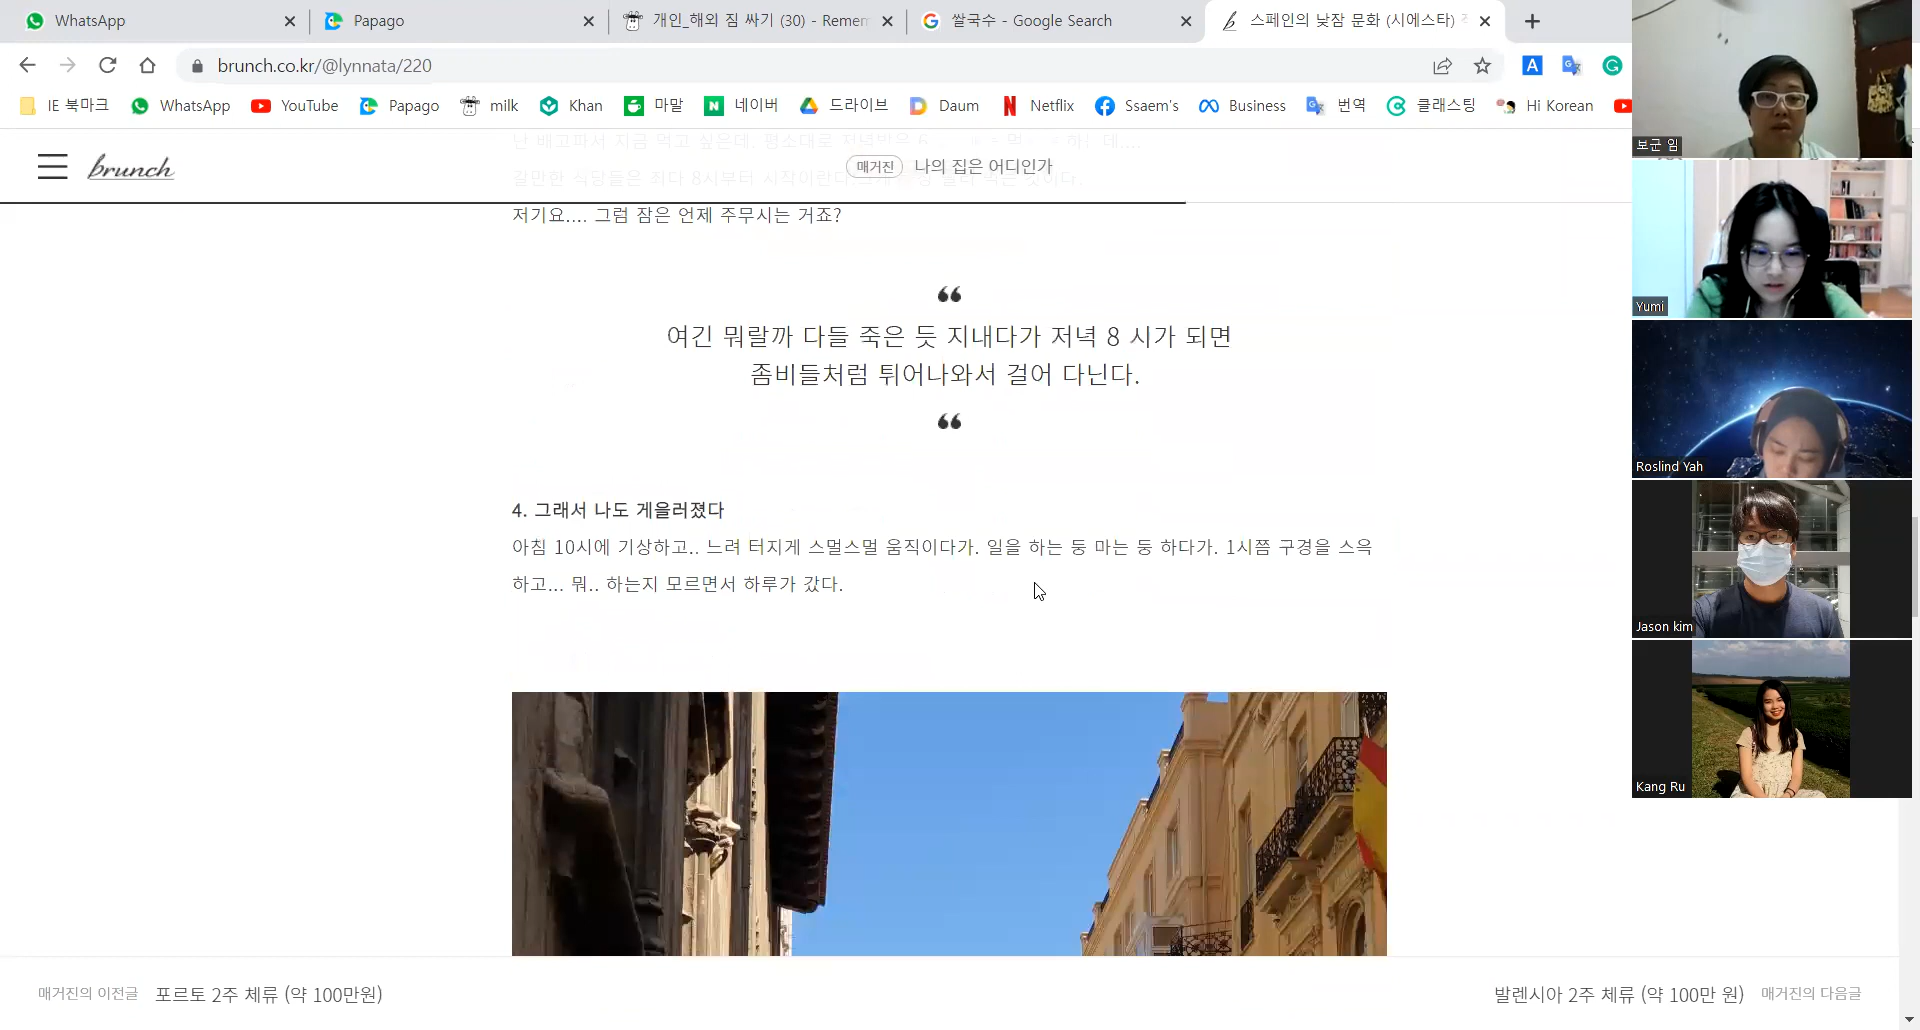 WhatsApp
Papago
개인_해외 짐 싸기 (30) - Remem
쌀국수 - Google Search
스페인의 낮잠 문화 (시에스타)
brunch.co.kr/@lynnata/220
IE 북마크
WhatsApp
YouTube
Papago
milk
Khan
마말
네이버
드라이브
Daum
Netflix
Ssaem's
Business
번역
클래스팅
Hi Korean
brunch
매거진 나의 집은 어디인가
저기요.... 그럼 잠은 언제 주무시는 거죠?
여긴 뭐랄까 다들 죽은 듯 지내다가 저녁 8 시가 되면
좀비들처럼 튀어나와서 걸어 다닌다.
4. 그래서 나도 게을러졌다
아침 10시에 기상하고.. 느려 터지게 스멀스멀 움직이다가. 일을 하는 둥 마는 둥 하다가. 1시쯤 구경을 스윽
하고... 뭐.. 하는지 모르면서 하루가 갔다.
매거진의 이전글 포르토 2주 체류 (약 100만원)
발렌시아 2주 체류 (약 100만 원) 매거진의 다음글
보군 임
Yumi
Roslind Yah
Jason kim
Kang Ru